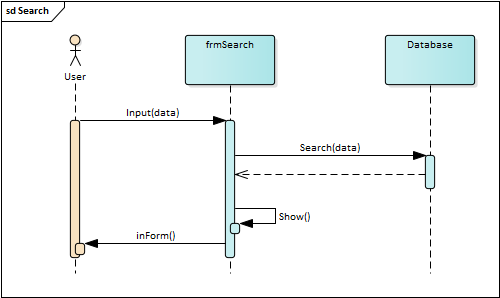 sd Search
frmSearch
Database
User
Input(data)
Search(data)
Show()
inForm()